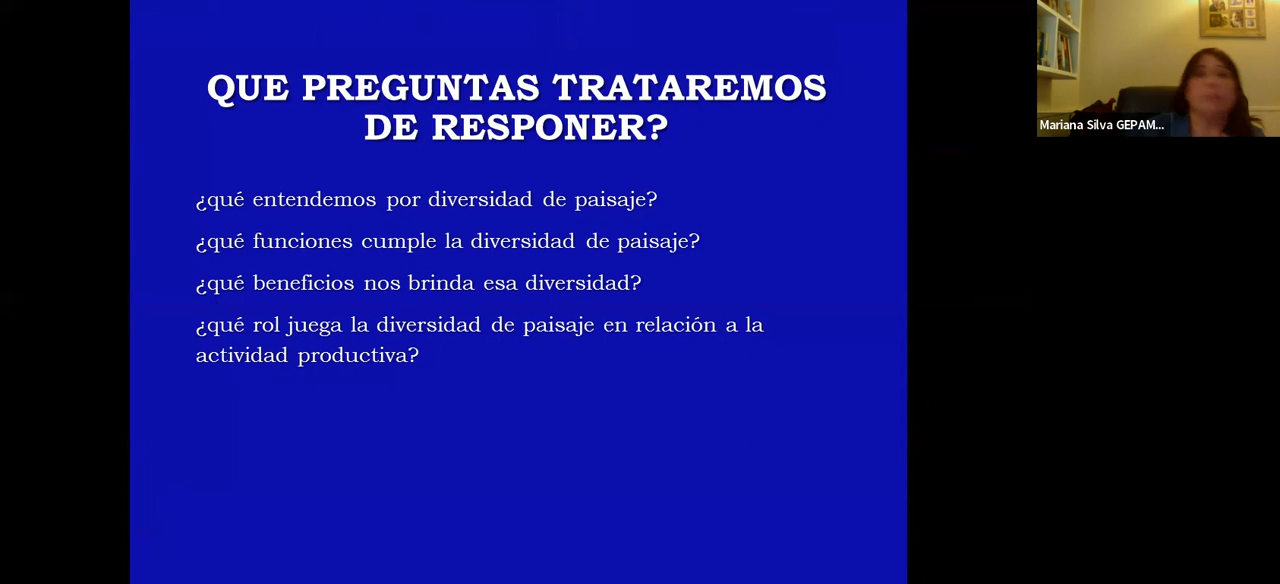 QUE PREGUNTAS TRATAREMOS
DE RESPONER?
¿qué entendemos por diversidad de paisaje?
¿qué funciones cumple la diversidad de paisaje?
¿qué beneficios nos brinda esa diversidad?
¿qué rol juega la diversidad de paisaje en relación a la
actividad productiva?
Mariana Silva GEPAM...